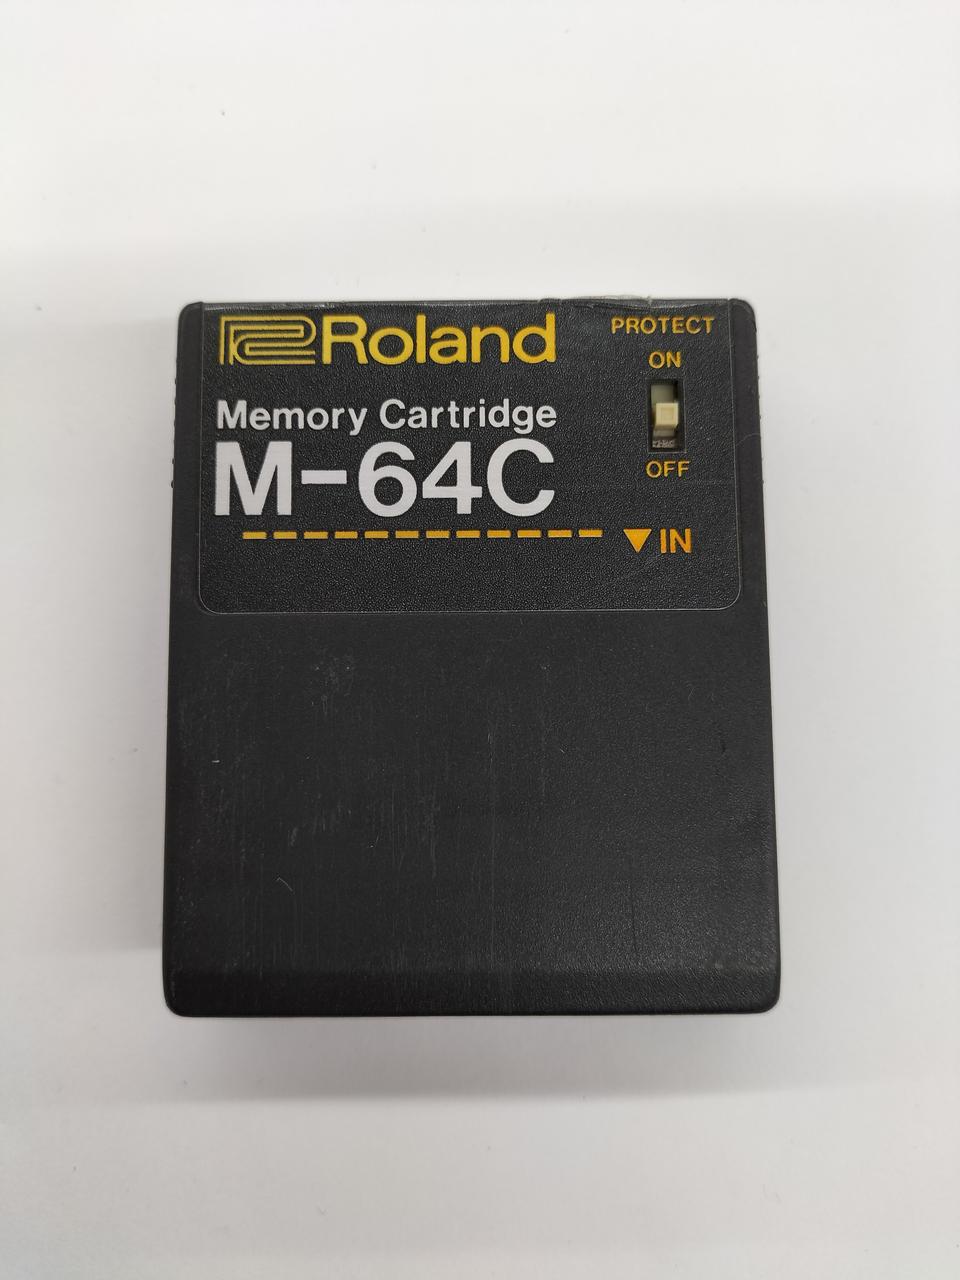 Roland
PROTECT
ON
Memory Cartridge
M-64C
OFF
▼IN